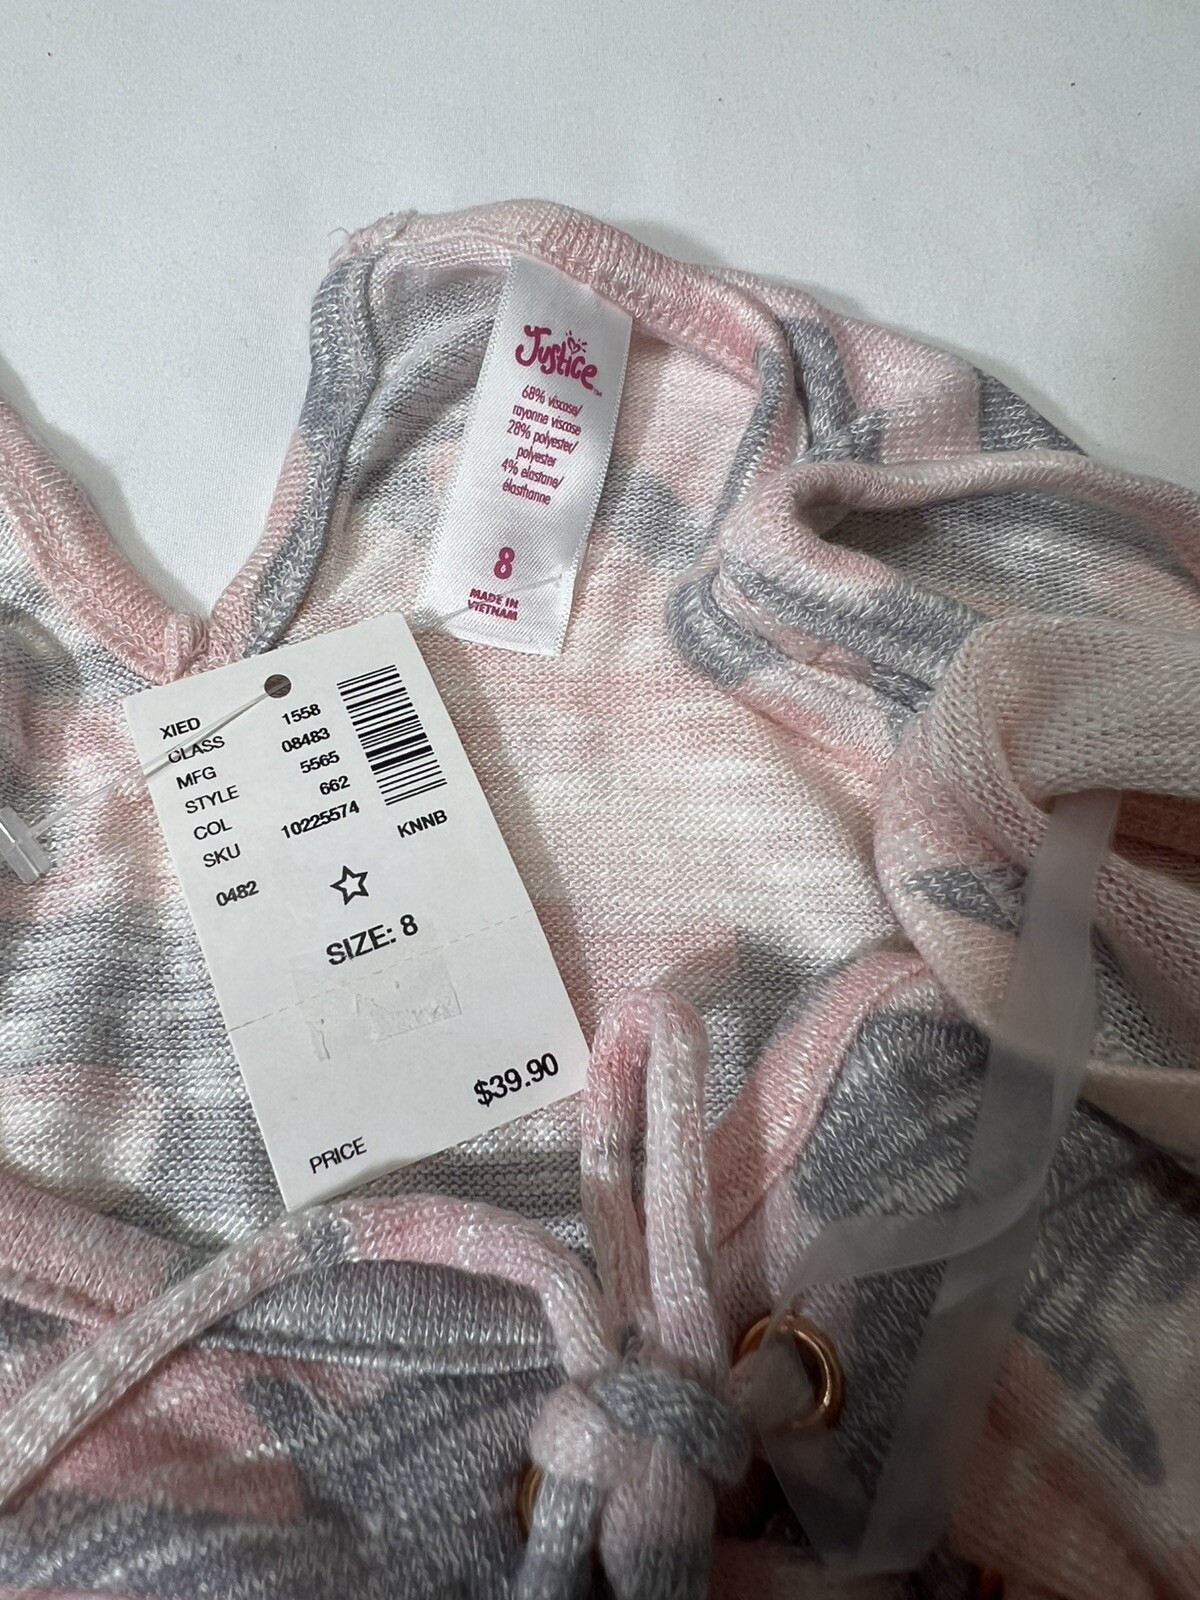 Justice™
68% viscose/
rayonne viscose
28% polyester/
polyester
4% elastane/
élasthanne
8
MADE IN
VIETNAM
XIED
CLASS 1558
MFG 08483
STYLE 5565
COL 662
SKU 10225574
KNNB
0482
SIZE: 8
$39.90
PRICE